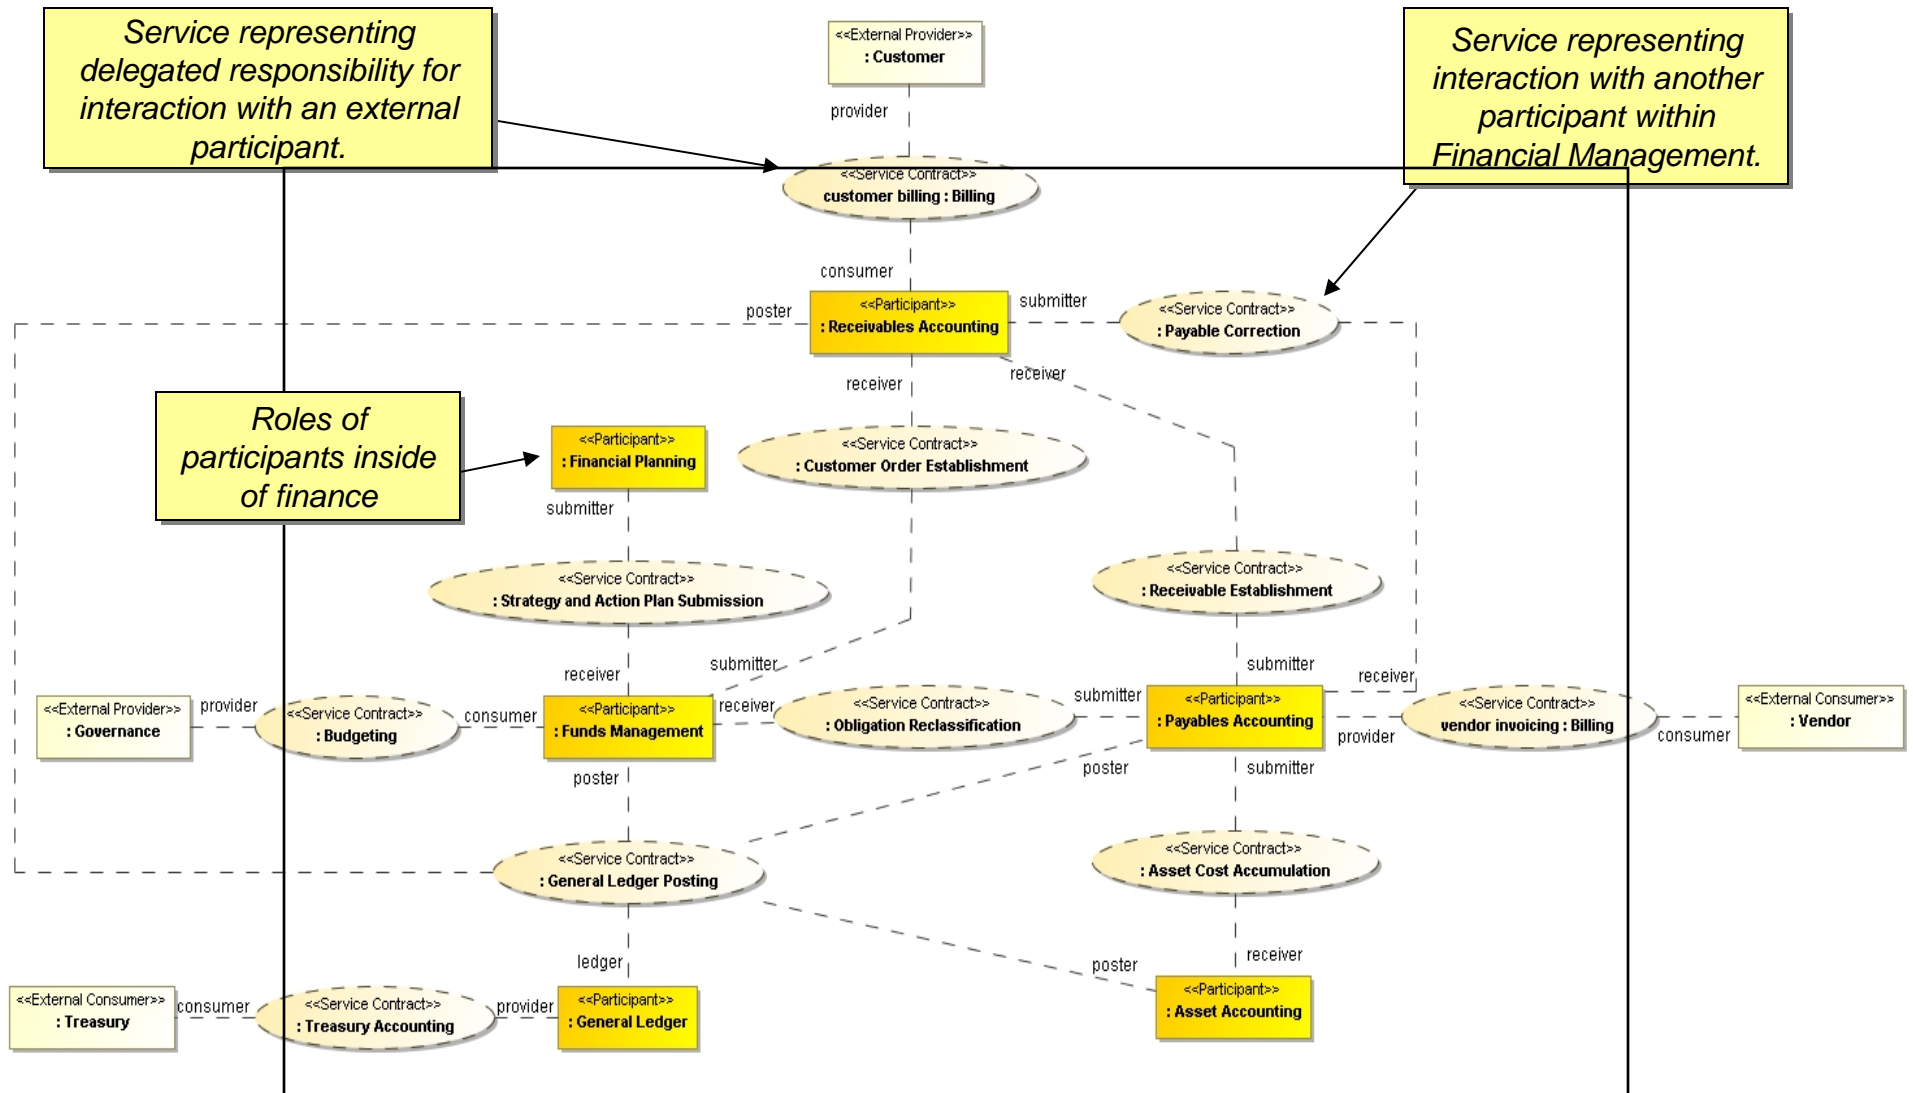 Service representing
delegated responsibility for
interaction with an external
participant.
<<External Provider>>
: Customer
Service representing
interaction with another
participant within
Financial Management.
provider
<<Service Contract>>
customer billing : Billing
consumer
poster
<<Participant>>
: Receivables Accounting
submitter
<<Service Contract>>
: Payable Correction
receiver
receiver
Roles of
participants inside
of finance
<<Participant>>
: Financial Planning
<<Service Contract>>
: Customer Order Establishment
submitter
<<Service Contract>>
: Strategy and Action Plan Submission
<<Service Contract>>
: Receivable Establishment
receiver
submitter
submitter
receiver
<<External Provider>>
: Governance
provider
<<Service Contract>>
: Budgeting
consumer
<<Participant>>
: Funds Management
receiver
<<Service Contract>>
: Obligation Reclassification
submitter
<<Participant>>
: Payables Accounting
provider
<<Service Contract>>
vendor invoicing : Billing
consumer
<<External Consumer>>
: Vendor
poster
poster
submitter
<<Service Contract>>
: General Ledger Posting
<<Service Contract>>
: Asset Cost Accumulation
ledger
poster
receiver
<<External Consumer>>
: Treasury
consumer
<<Service Contract>>
: Treasury Accounting
provider
<<Participant>>
: General Ledger
<<Participant>>
: Asset Accounting